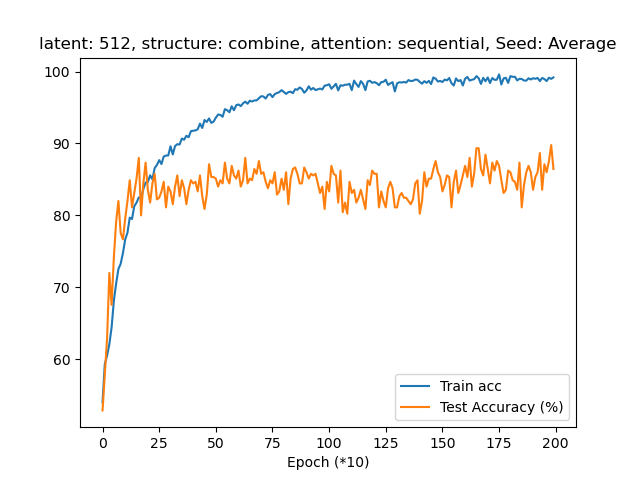 latent: 512, structure: combine, attention: sequential, Seed: Average
100
90
80
70
60
Train acc
Test Accuracy (%)
0 25 50 75 100 125 150 175 200
Epoch (*10)